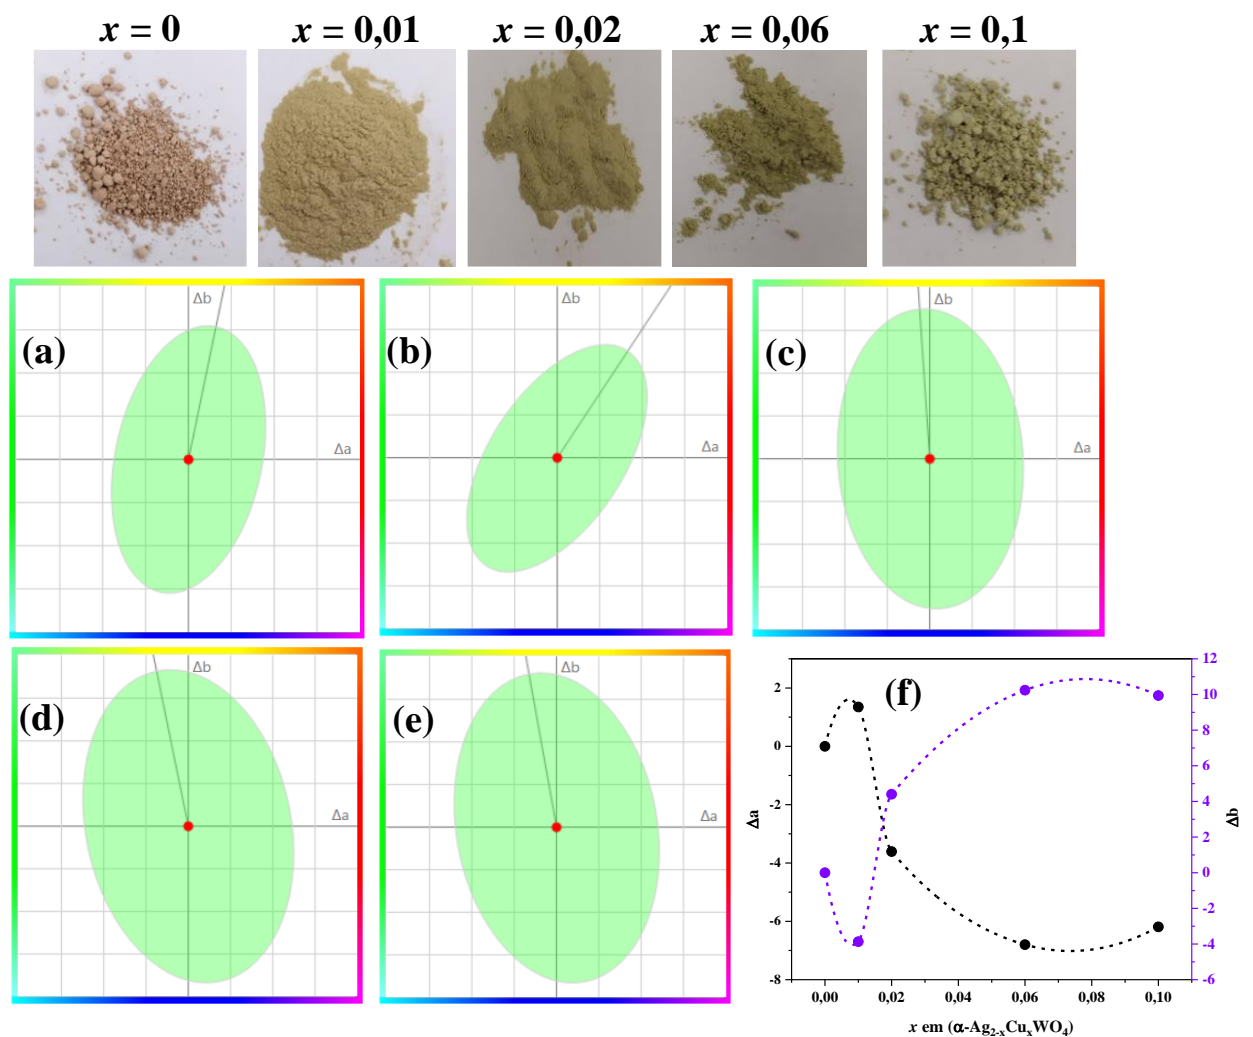 x = 0
x = 0,01
x = 0,02
x = 0,06
x = 0,1
(a)
Δb
Δa
(b)
Δb
Δa
(c)
Δb
Δa
(d)
Δb
Δa
(e)
Δb
Δa
(f)
2
0
-2
-4
-6
-8
Δa
12
10
8
6
4
2
0
-2
-4
-6
Δb
0,00 0,02 0,04 0,06 0,08 0,10
x em (α-Ag₂₋ₓCuₓWO₄)